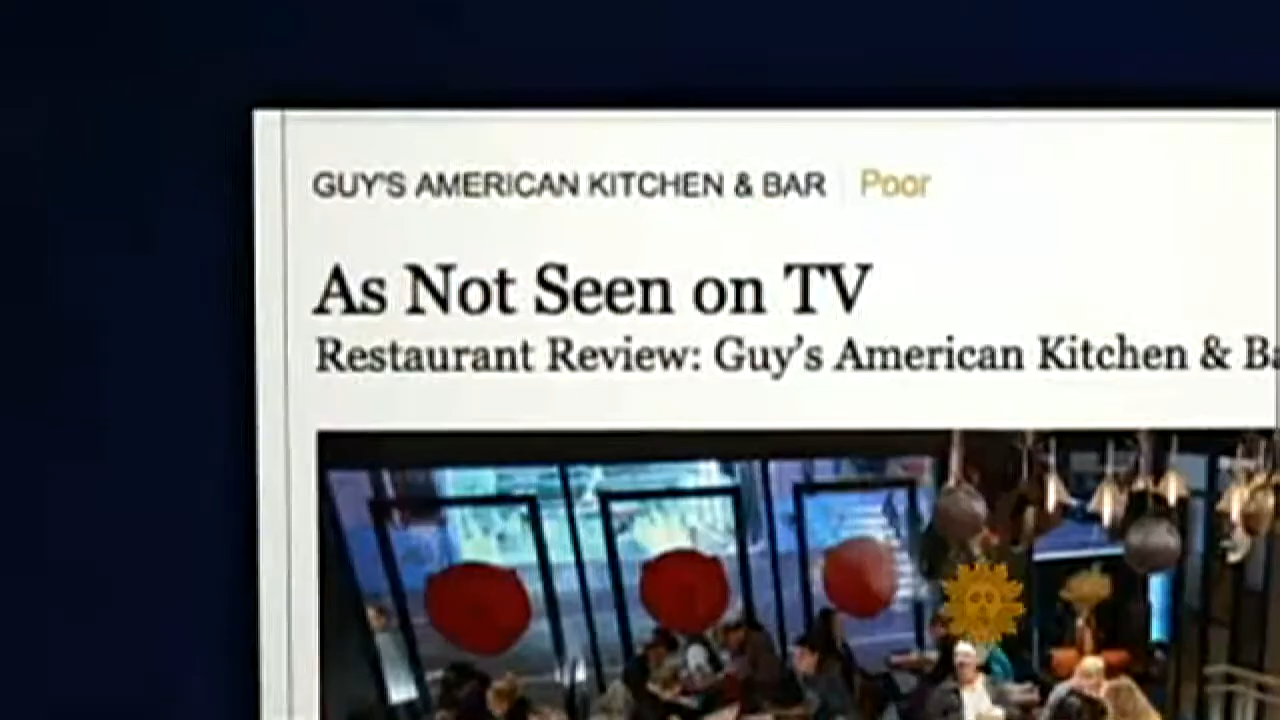 GUY'S AMERICAN KITCHEN & BAR | Poor
As Not Seen on TV
Restaurant Review: Guy’s American Kitchen & Ba